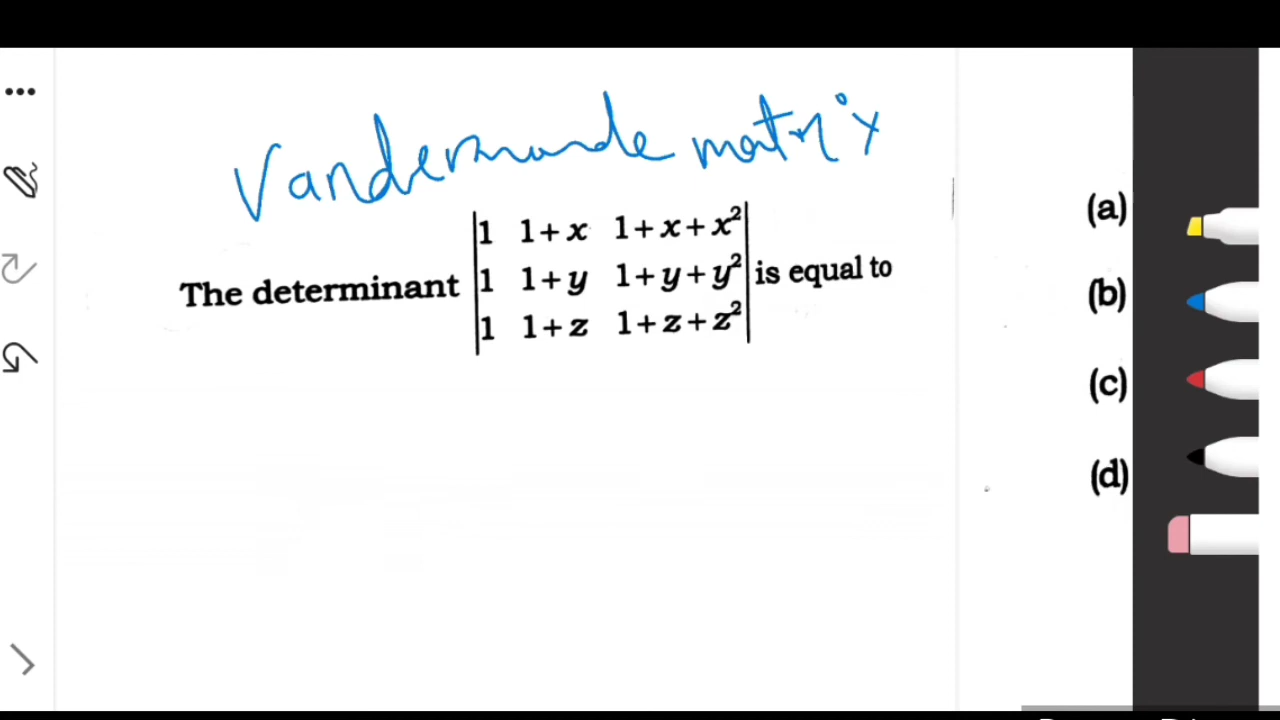 Vandermonde matrix
The determinant
|1 1+x 1+x+x²|
|1 1+y 1+y+y²|
|1 1+z 1+z+z²|
is equal to
(a)
(b)
(c)
(d)